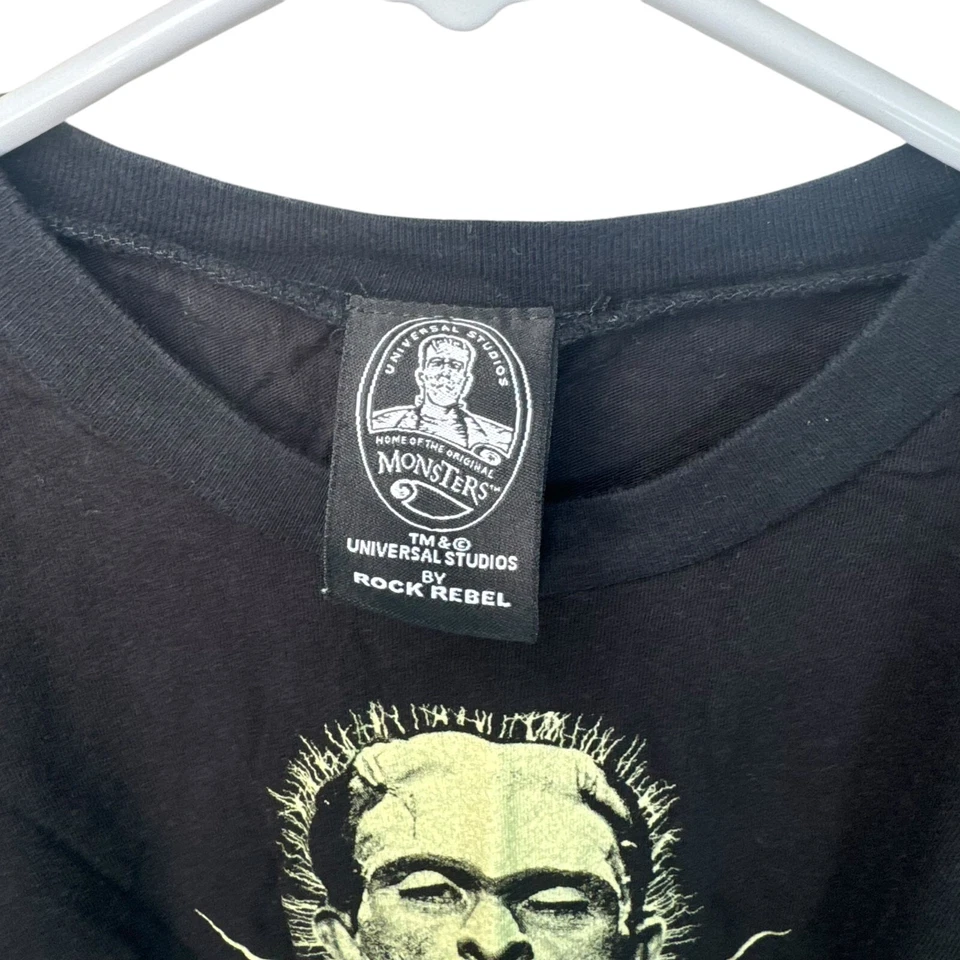 UNIVERSAL STUDIOS
HOME OF THE ORIGINAL
MONSTERS™
TM & ©
UNIVERSAL STUDIOS
BY
ROCK REBEL